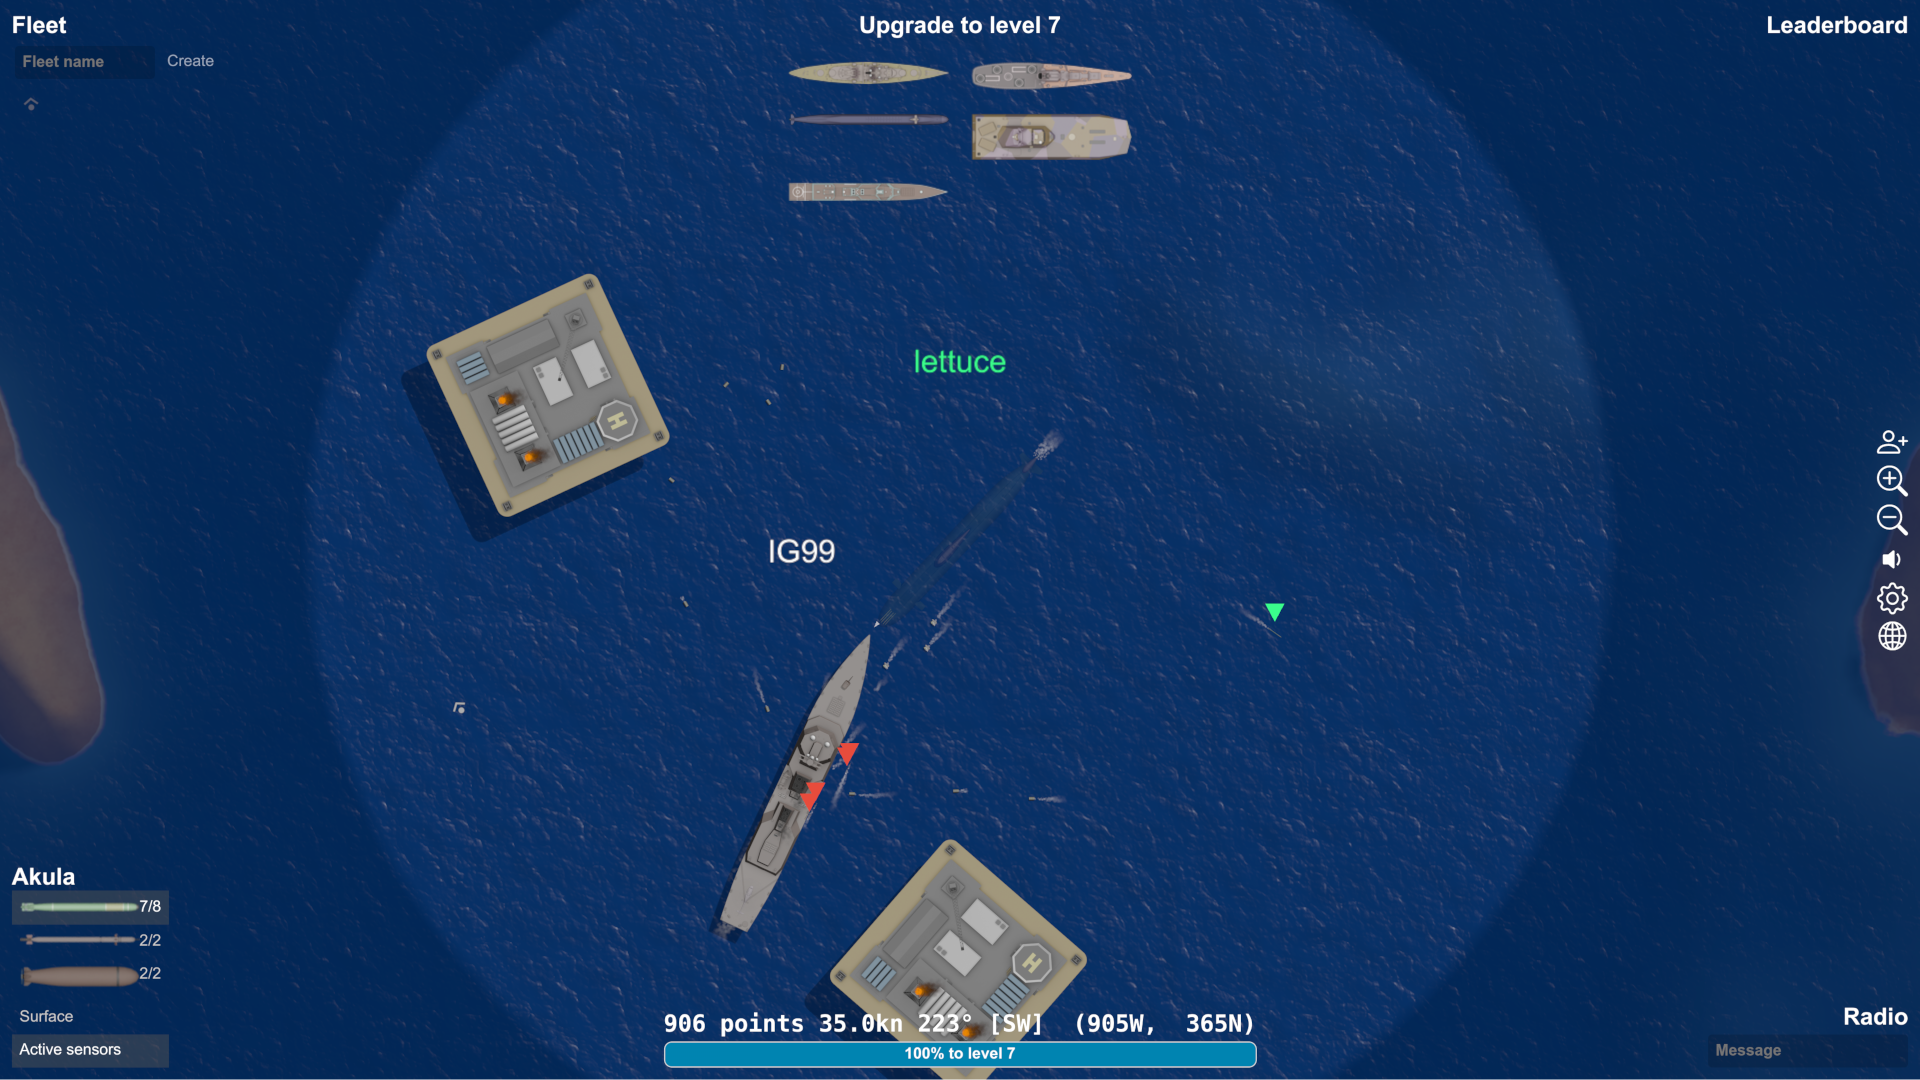 Fleet
Upgrade to level 7
Leaderboard
Fleet name
Create
lettuce
IG99
H
Akula
7/8
2/2
2/2
Surface
Active sensors
H
906 points 35.0kn 223° [SW] (905W, 365N)
100% to level 7
Radio
Message